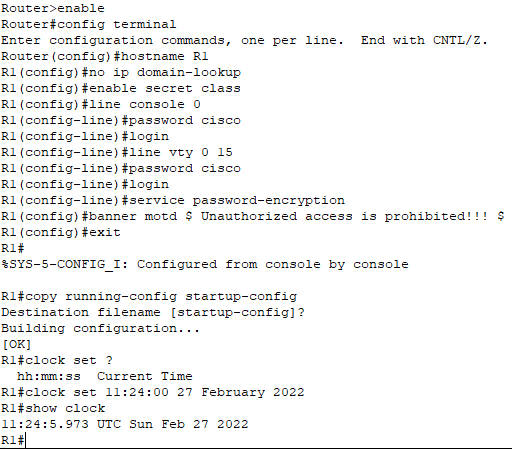 Router>enable
Router#config terminal
Enter configuration commands, one per line.  End with CNTL/Z.
Router(config)#hostname R1
R1(config)#no ip domain-lookup
R1(config)#enable secret class
R1(config)#line console 0
R1(config-line)#password cisco
R1(config-line)#login
R1(config-line)#line vty 0 15
R1(config-line)#password cisco
R1(config-line)#login
R1(config-line)#service password-encryption
R1(config)#banner motd $ Unauthorized access is prohibited!!! $
R1(config)#exit
R1#
%SYS-5-CONFIG_I: Configured from console by console

R1#copy running-config startup-config
Destination filename [startup-config]?
Building configuration...
[OK]
R1#clock set ?
  hh:mm:ss  Current Time
R1#clock set 11:24:00 27 February 2022
R1#show clock
11:24:5.973 UTC Sun Feb 27 2022
R1#